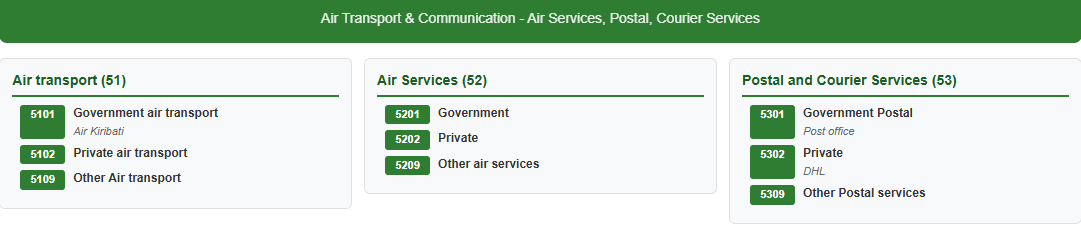 Air Transport & Communication - Air Services, Postal, Courier Services
Air transport (51)
5101 Government air transport
Air Kiribati
5102 Private air transport
5109 Other Air transport
Air Services (52)
5201 Government
5202 Private
5209 Other air services
Postal and Courier Services (53)
5301 Government Postal
Post office
5302 Private
DHL
5309 Other Postal services